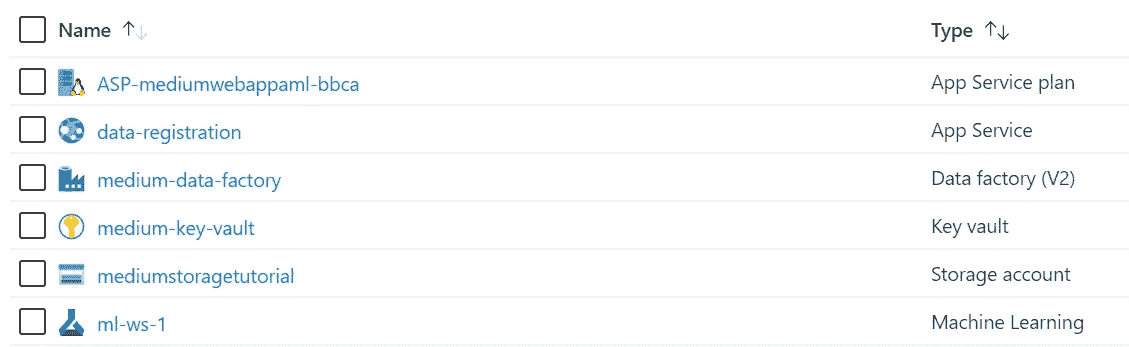 Name ↑↓ Type ↑↓
ASP-mediumwebappaml-bbca App Service plan
data-registration App Service
medium-data-factory Data factory (V2)
medium-key-vault Key vault
mediumstoragetutorial Storage account
ml-ws-1 Machine Learning